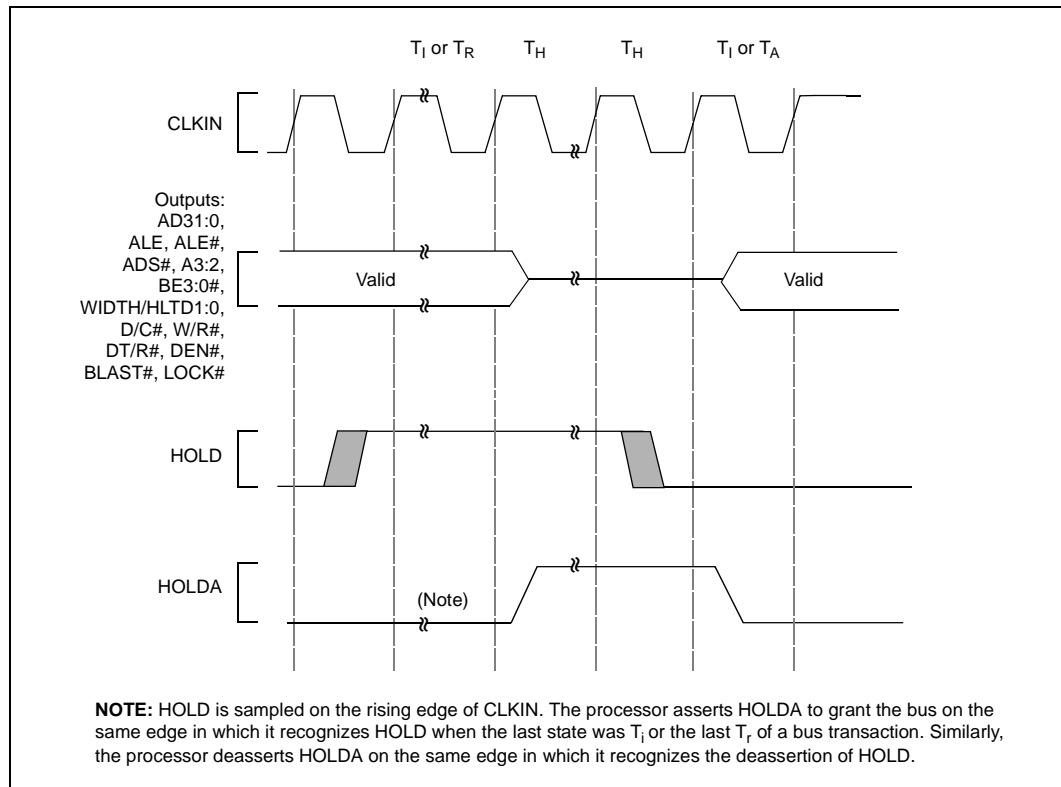 T_I or T_R T_H T_H T_I or T_A
CLKIN
Outputs:
AD31:0,
ALE, ALE#,
ADS#, A3:2,
BE3:0#,
WIDTH/HLTD1:0,
D/C#, W/R#,
DT/R#, DEN#,
BLAST#, LOCK#
Valid Valid
HOLD
HOLDA
(Note)
NOTE: HOLD is sampled on the rising edge of CLKIN. The processor asserts HOLDA to grant the bus on the
same edge in which it recognizes HOLD when the last state was T_i or the last T_r of a bus transaction. Similarly,
the processor deasserts HOLDA on the same edge in which it recognizes the deassertion of HOLD.